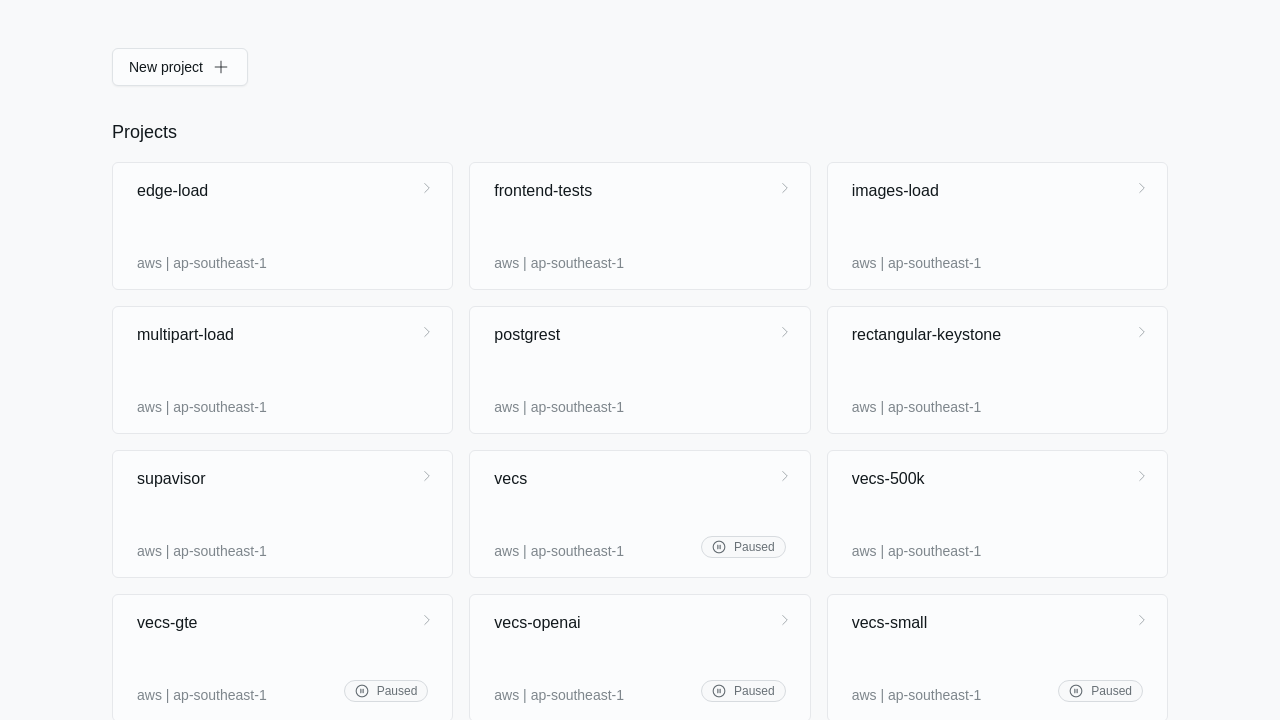 New project
Projects
edge-load
frontend-tests
images-load
aws | ap-southeast-1
aws | ap-southeast-1
aws | ap-southeast-1
multipart-load
postgrest
rectangular-keystone
aws | ap-southeast-1
aws | ap-southeast-1
aws | ap-southeast-1
supavisor
vecs
vecs-500k
aws | ap-southeast-1
aws | ap-southeast-1
Paused
aws | ap-southeast-1
vecs-gte
vecs-openai
vecs-small
aws | ap-southeast-1
Paused
aws | ap-southeast-1
Paused
aws | ap-southeast-1
Paused